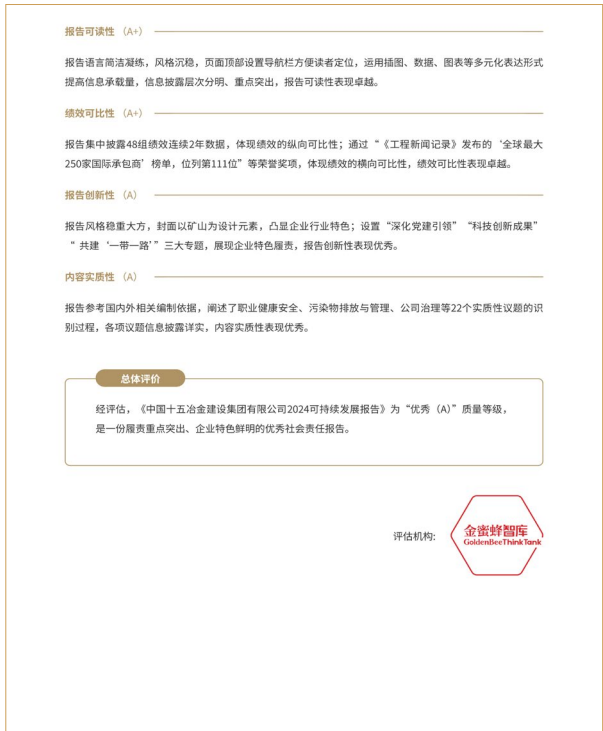 报告可读性 （A+）
报告语言简洁凝练，风格沉稳，页面顶部设置导航栏方便读者定位，运用插图、数据、图表等多元化表达形式
提高信息承载量，信息披露层次分明、重点突出，报告可读性表现卓越。
绩效可比性 （A+）
报告集中披露48组绩效连续2年数据，体现绩效的纵向可比性；通过“《工程新闻记录》发布的‘全球最大
250家国际承包商’榜单，位列第111位”等荣誉奖项，体现绩效的横向可比性，绩效可比性表现卓越。
报告创新性 （A）
报告风格稳重大方，封面以矿山为设计元素，凸显企业行业特色；设置“深化党建引领”“科技创新成果”
“共建‘一带一路’”三大专题，展现企业特色履责，报告创新性表现优秀。
内容实质性 （A）
报告参考国内外相关编制依据，阐述了职业健康安全、污染物排放与管理、公司治理等22个实质性议题的识
别过程，各项议题信息披露详实，内容实质性表现优秀。
总体评价
经评估，《中国十五冶金建设集团有限公司2024可持续发展报告》为“优秀（A）”质量等级，
是一份履责重点突出、企业特色鲜明的优秀社会责任报告。
评估机构:
金蜜蜂智库
GoldenBeeThinkTank